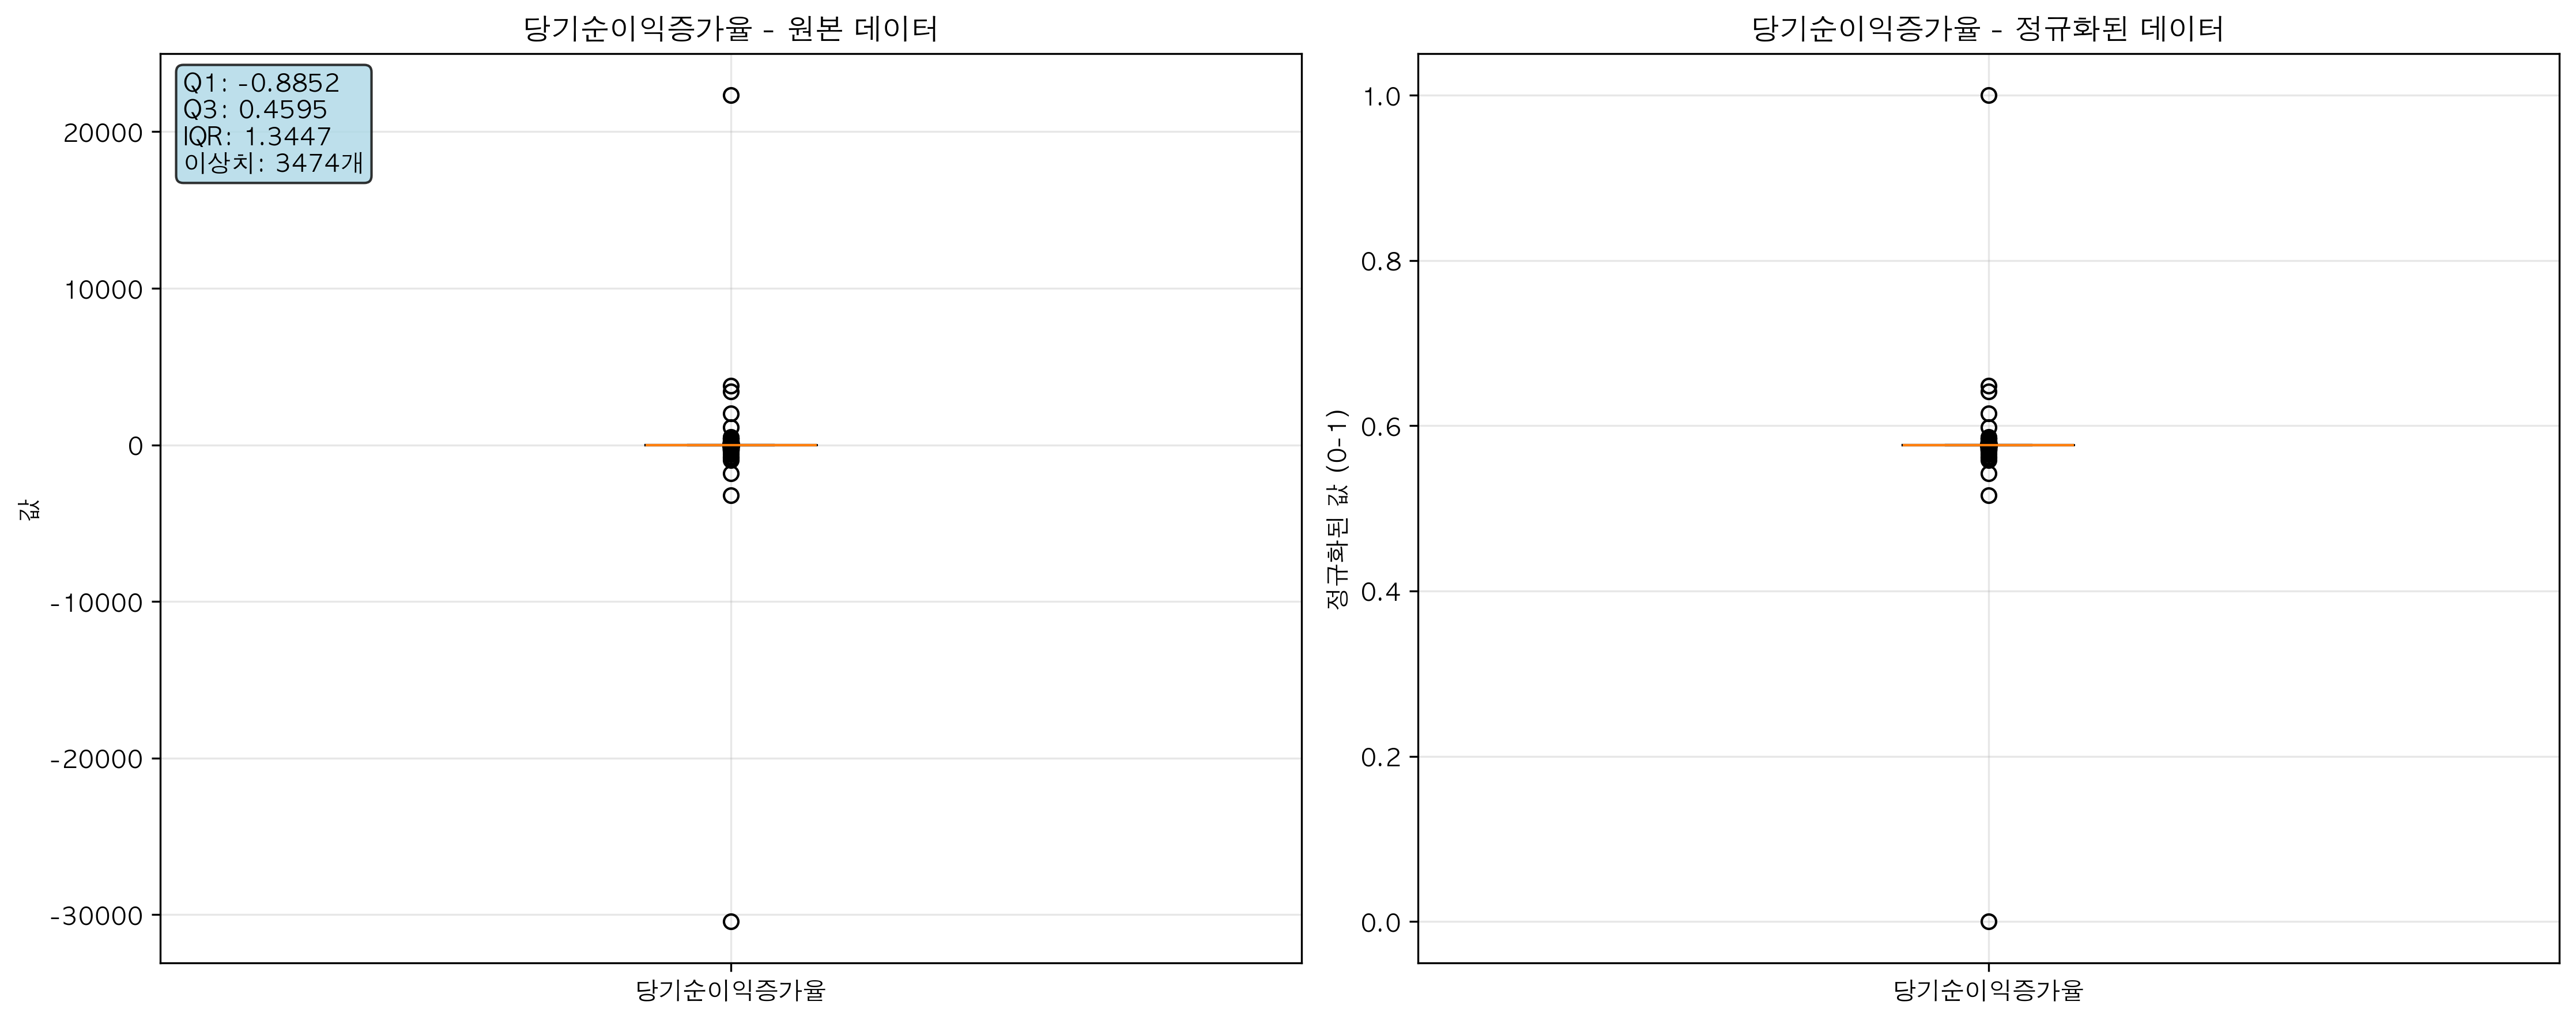 당기순이익증가율 - 원본 데이터
Q1: -0.8852
Q3: 0.4595
IQR: 1.3447
이상치: 3474개
20000
10000
0
-10000
-20000
-30000
값
당기순이익증가율
당기순이익증가율 - 정규화된 데이터
1.0
0.8
0.6
0.4
0.2
0.0
정규화된 값 (0-1)
당기순이익증가율